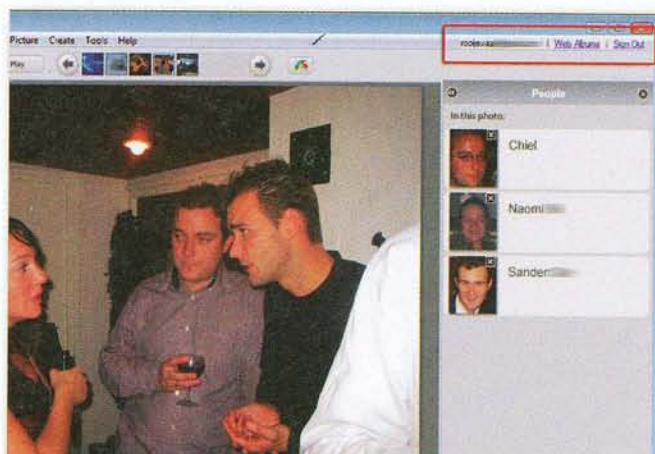 Picture Create Tools Help
Web Albums | Sign Out
Play
People
In this photo:
Chiel
Naomi
Sander